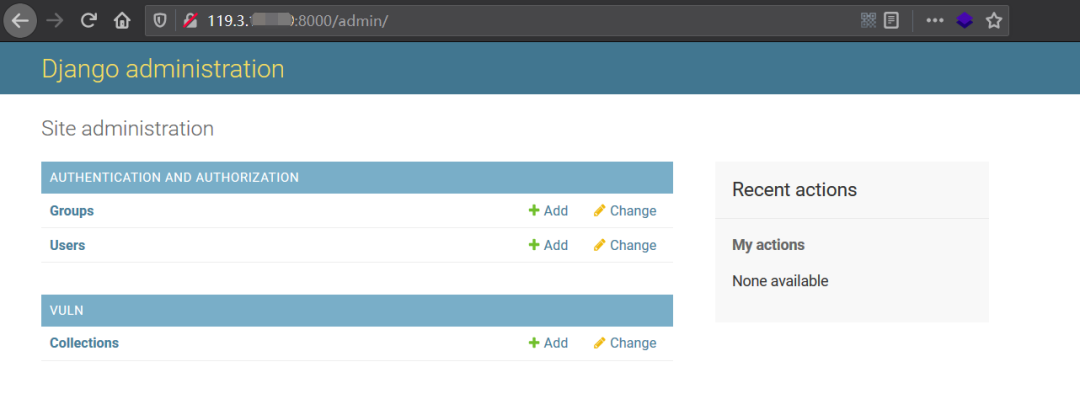 119.3. :8000/admin/
Django administration
Site administration
AUTHENTICATION AND AUTHORIZATION
Groups Add Change
Users Add Change
VULN
Collections Add Change
Recent actions
My actions
None available